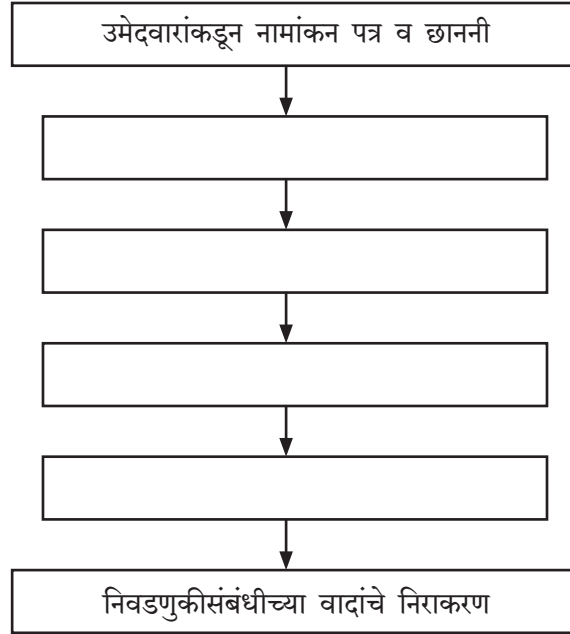 उमेदवारांकडून नामांकन पत्र व छाननी
निवडणुकीसंबंधीच्या वादांचे निराकरण